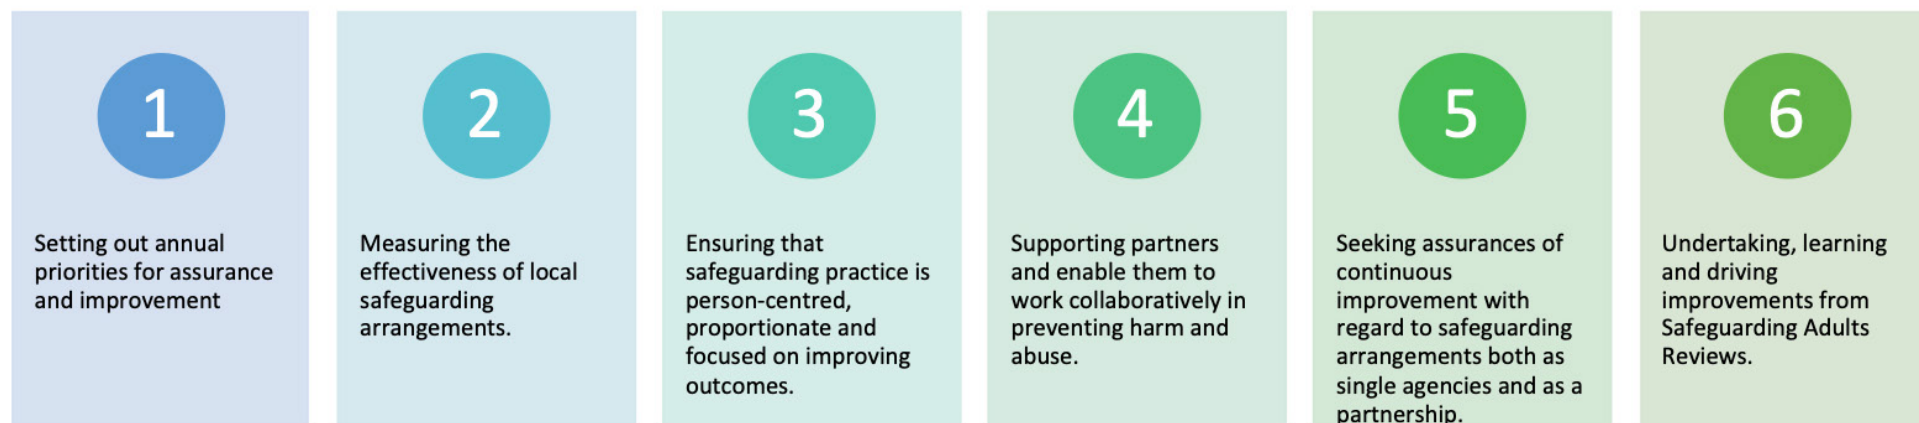 1
Setting out annual
priorities for assurance
and improvement
2
Measuring the
effectiveness of local
safeguarding
arrangements.
3
Ensuring that
safeguarding practice is
person-centred,
proportionate and
focused on improving
outcomes.
4
Supporting partners
and enable them to
work collaboratively in
preventing harm and
abuse.
5
Seeking assurances of
continuous
improvement with
regard to safeguarding
arrangements both as
single agencies and as a
partnership.
6
Undertaking, learning
and driving
improvements from
Safeguarding Adults
Reviews.